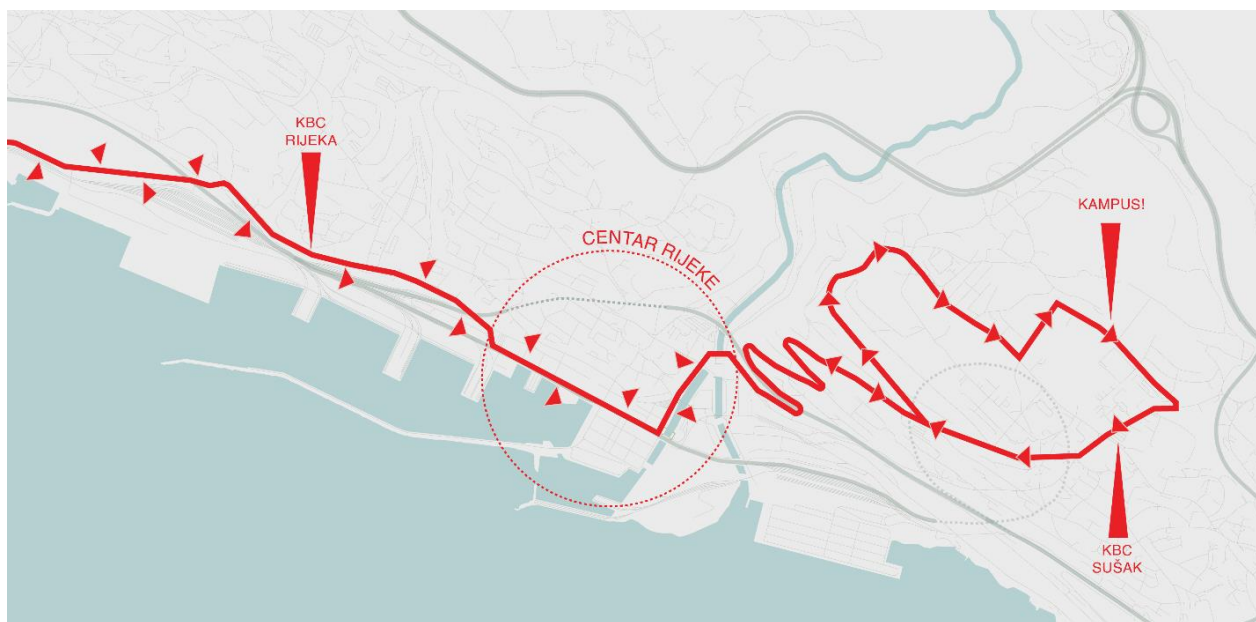 KBC
RIJEKA
CENTAR RIJEKE
KAMPUS!
KBC
SUŠAK